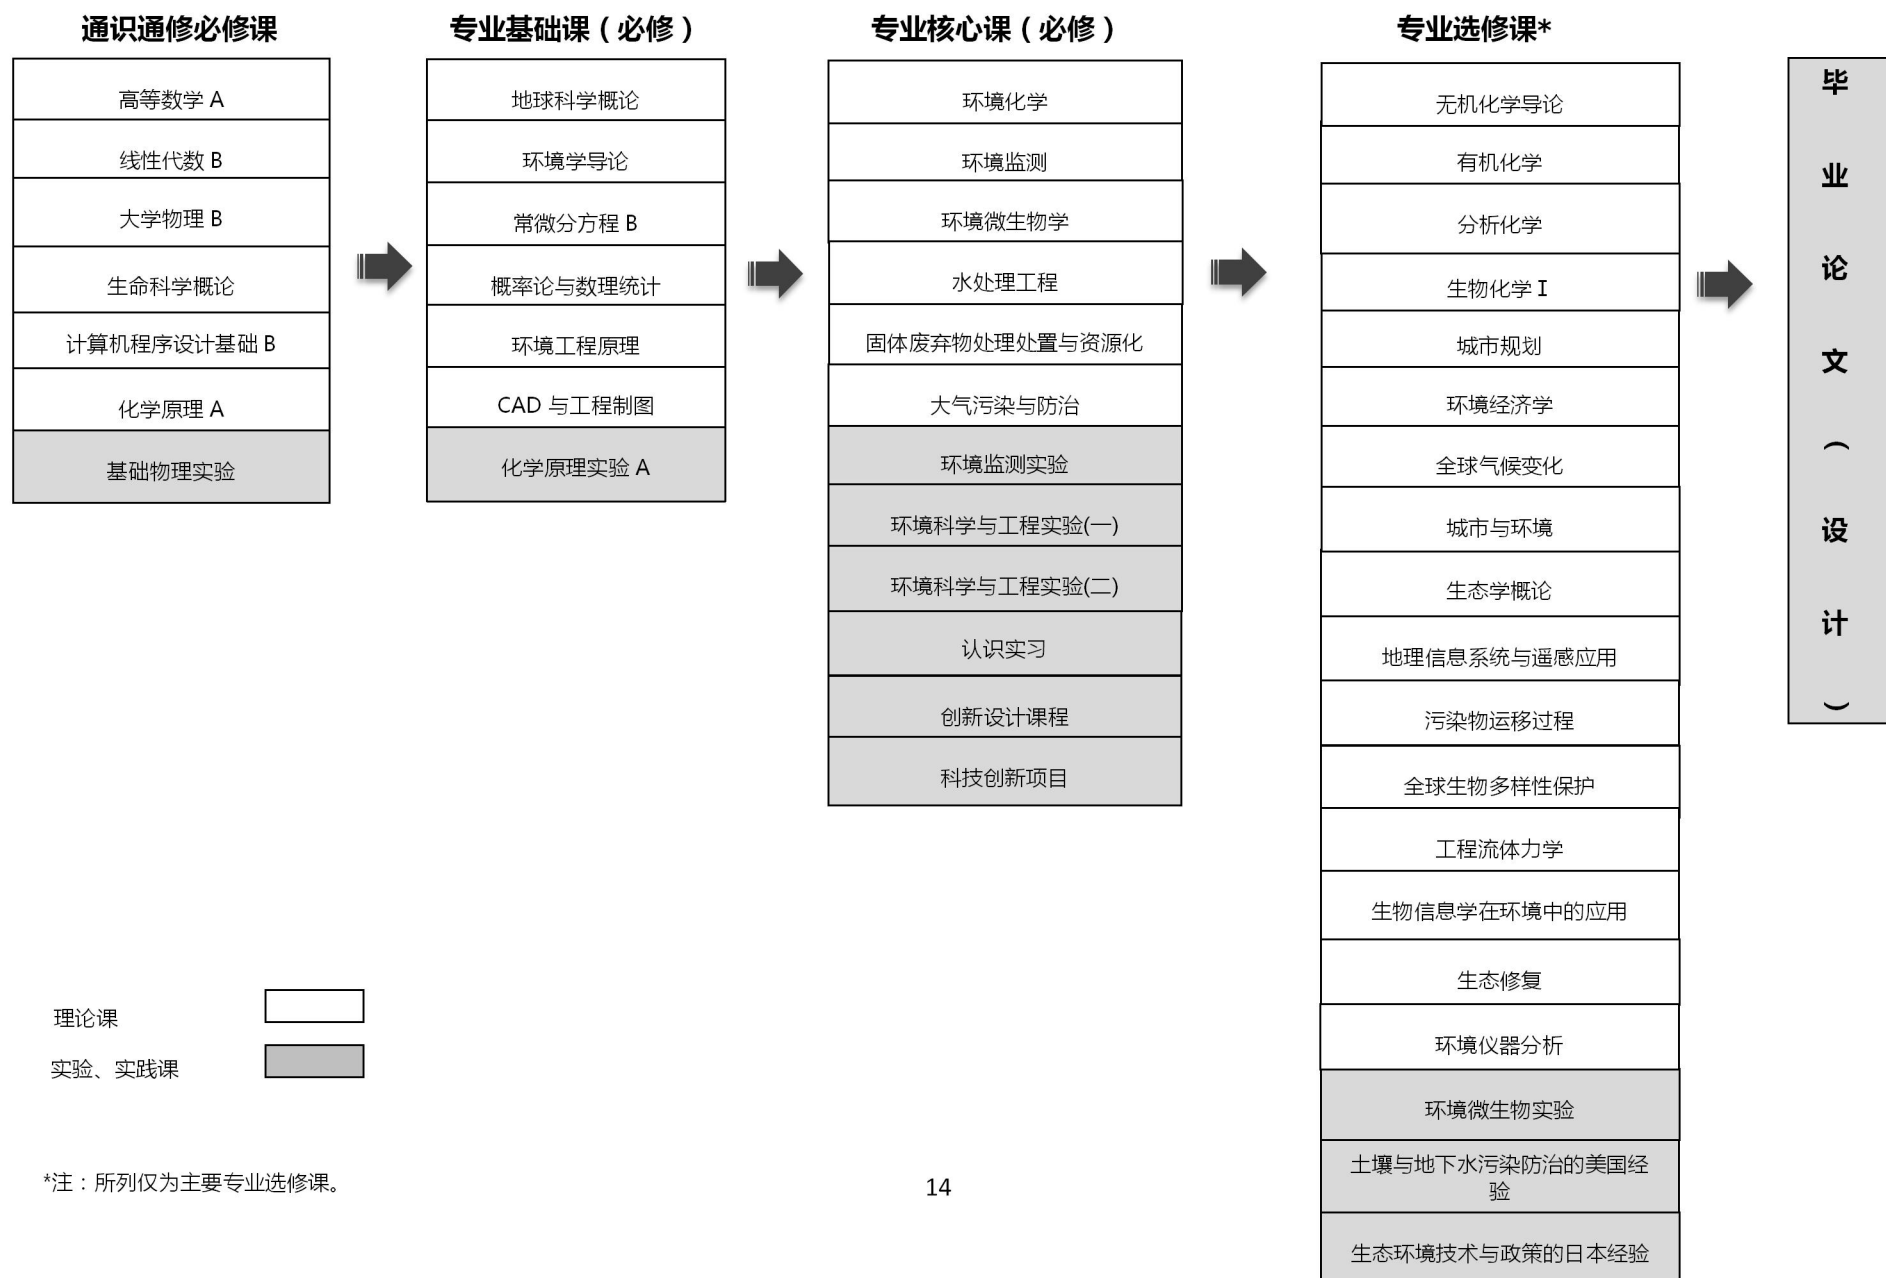 通识通修必修课
高等数学 A
线性代数 B
大学物理 B
生命科学概论
计算机程序设计基础 B
化学原理 A
基础物理实验
专业基础课（必修）
地球科学概论
环境学导论
常微分方程 B
概率论与数理统计
环境工程原理
CAD 与工程制图
化学原理实验 A
专业核心课（必修）
环境化学
环境监测
环境微生物学
水处理工程
固体废弃物处理处置与资源化
大气污染与防治
环境监测实验
环境科学与工程实验(一)
环境科学与工程实验(二)
认识实习
创新设计课程
科技创新项目
专业选修课*
无机化学导论
有机化学
分析化学
生物化学 I
城市规划
环境经济学
全球气候变化
城市与环境
生态学概论
地理信息系统与遥感应用
污染物运移过程
全球生物多样性保护
工程流体力学
生物信息学在环境中的应用
生态修复
环境仪器分析
环境微生物实验
土壤与地下水污染防治的美国经
验
生态环境技术与政策的日本经验
毕业论文（设计）
理论课
实验、实践课
*注：所列仅为主要专业选修课。
14